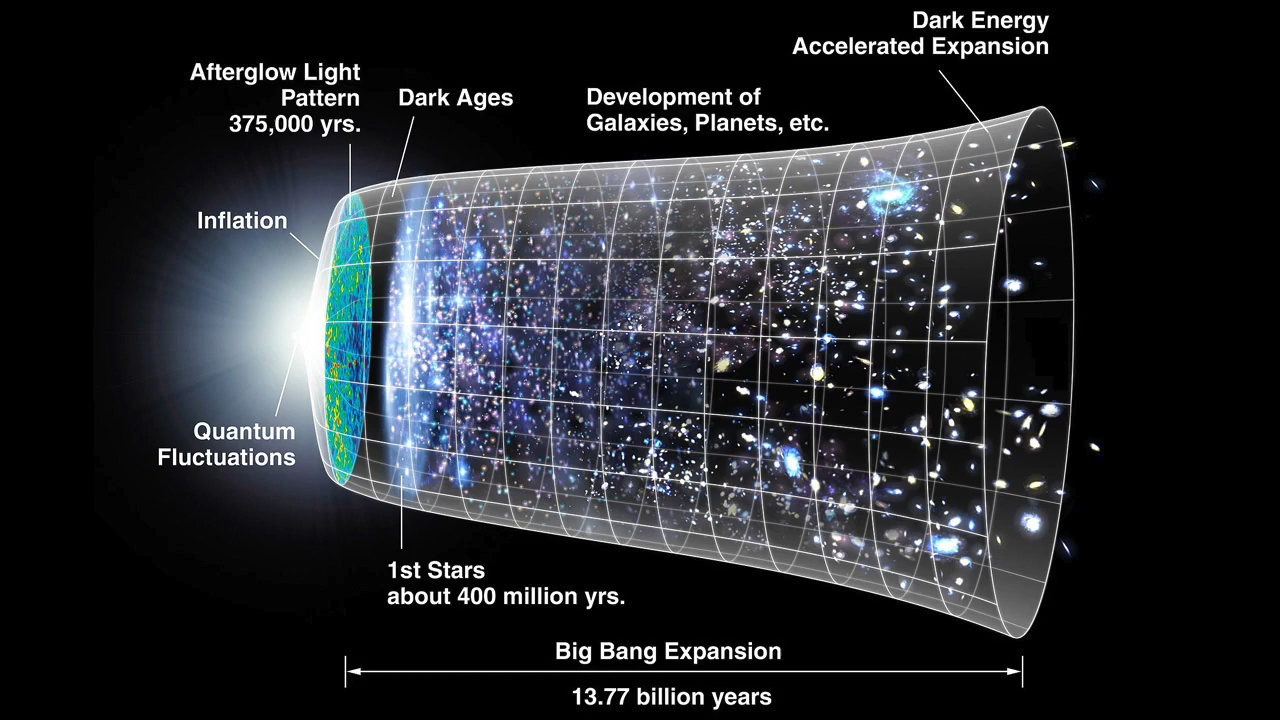 Dark Energy
Accelerated Expansion
Afterglow Light
Pattern
375,000 yrs.
Dark Ages
Development of
Galaxies, Planets, etc.
Inflation
Quantum
Fluctuations
1st Stars
about 400 million yrs.
Big Bang Expansion
13.77 billion years